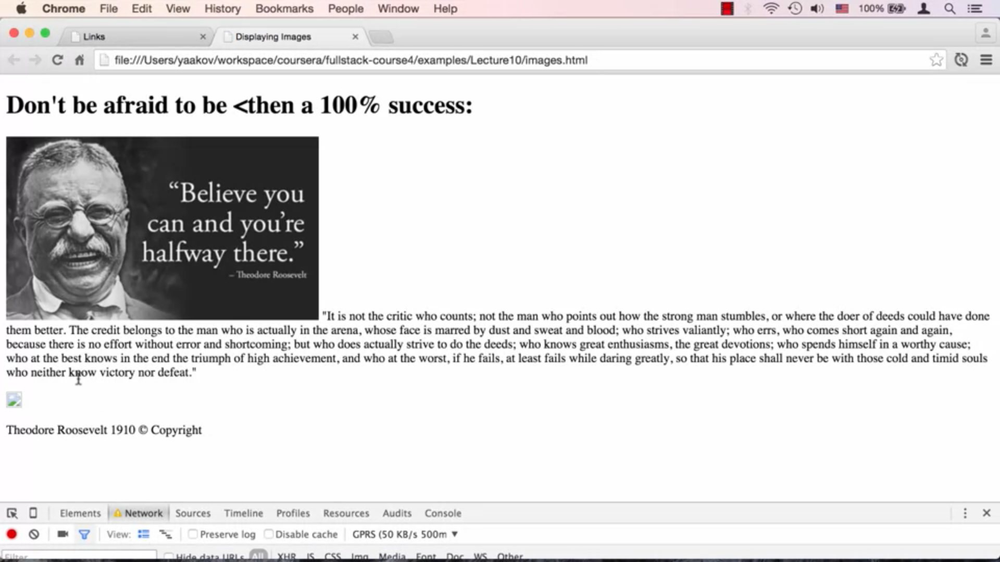 Chrome File Edit View History Bookmarks People Window Help 100%
Links Displaying Images
file:///Users/yaakov/workspace/coursera/fullstack-course4/examples/Lecture10/images.html
Don't be afraid to be <then a 100% success:
“Believe you
can and you’re
halfway there.”
– Theodore Roosevelt
"It is not the critic who counts; not the man who points out how the strong man stumbles, or where the doer of deeds could have done
them better. The credit belongs to the man who is actually in the arena, whose face is marred by dust and sweat and blood; who strives valiantly; who errs, who comes short again and again,
because there is no effort without error and shortcoming; but who does actually strive to do the deeds; who knows great enthusiasms, the great devotions; who spends himself in a worthy cause;
who at the best knows in the end the triumph of high achievement, and who at the worst, if he fails, at least fails while daring greatly, so that his place shall never be with those cold and timid souls
who neither know victory nor defeat."
Theodore Roosevelt 1910 © Copyright
Elements Network Sources Timeline Profiles Resources Audits Console
View: Preserve log Disable cache GPRS (50 KB/s 500m
Filter Hide data URLs All XHR JS CSS Img Media Font Doc WS Other